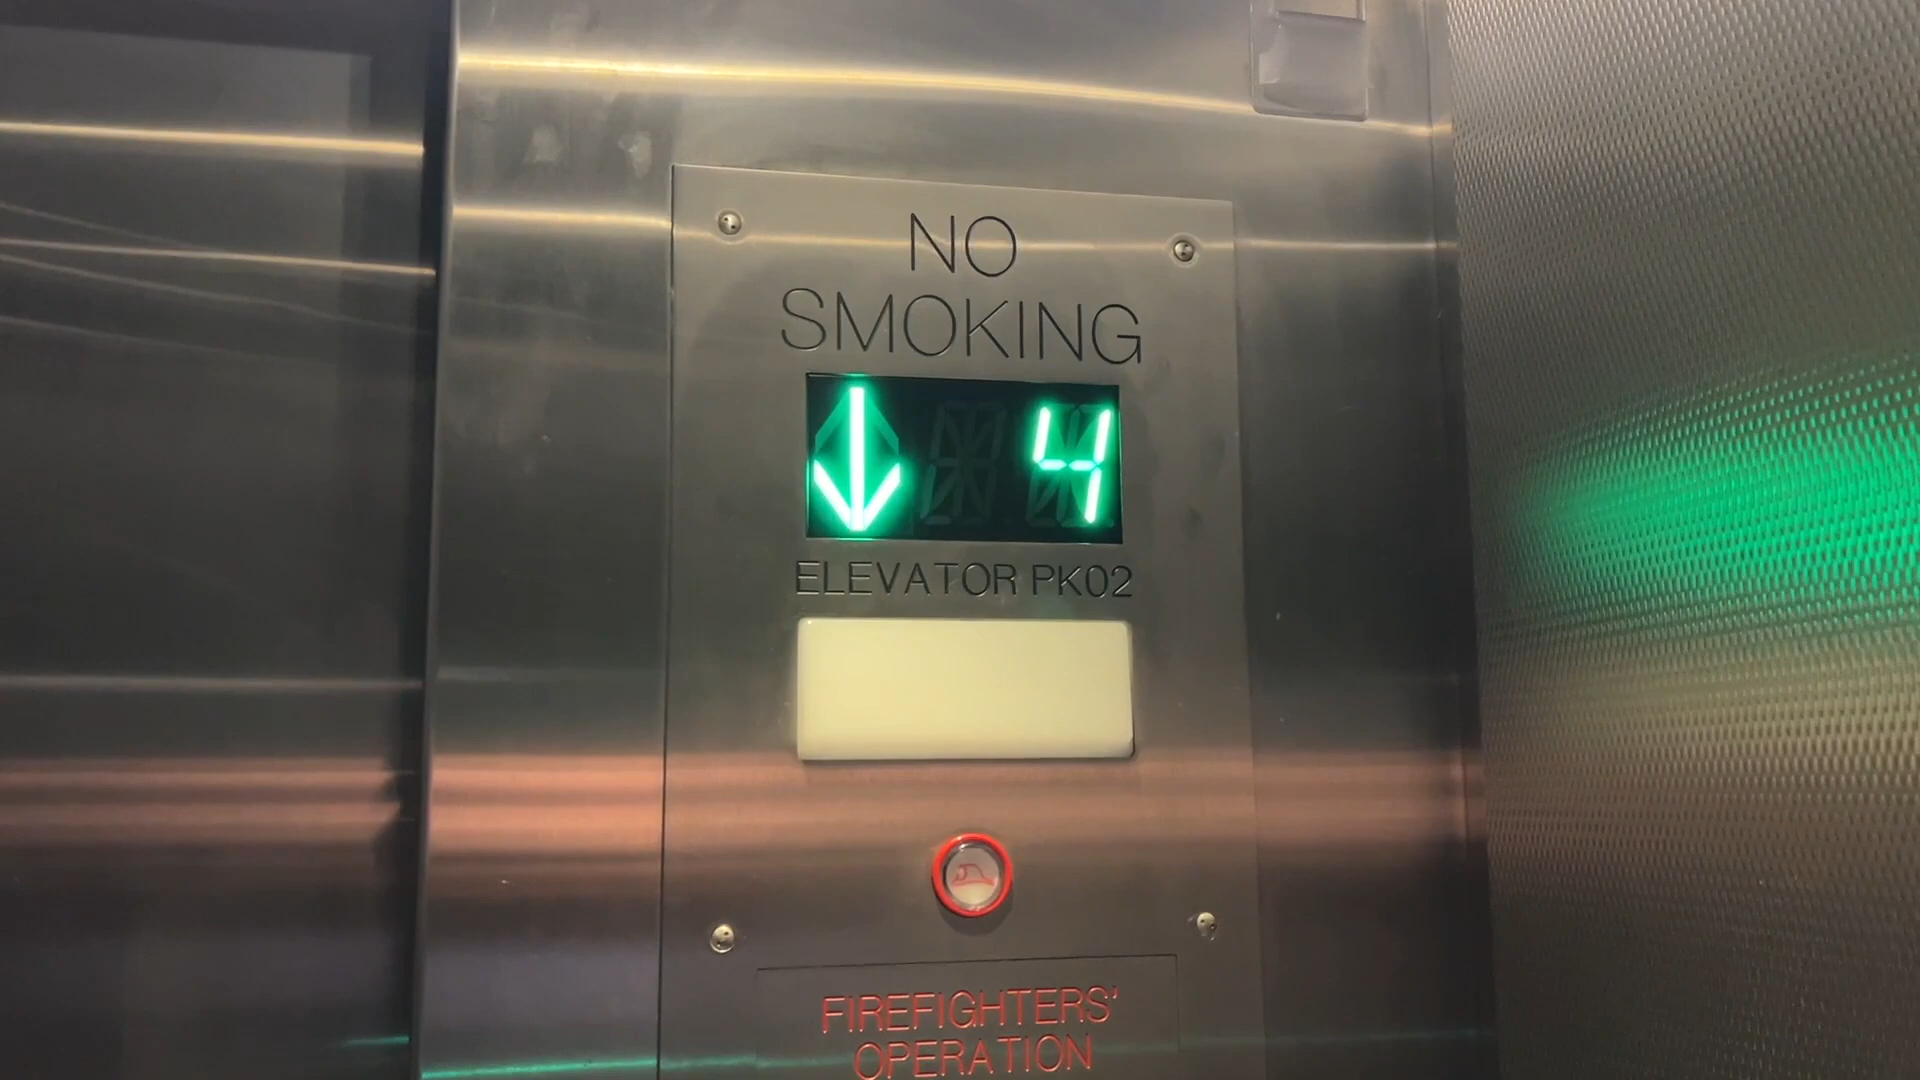 NO
SMOKING
↓ 4
ELEVATOR PK02
FIREFIGHTERS'
OPERATION